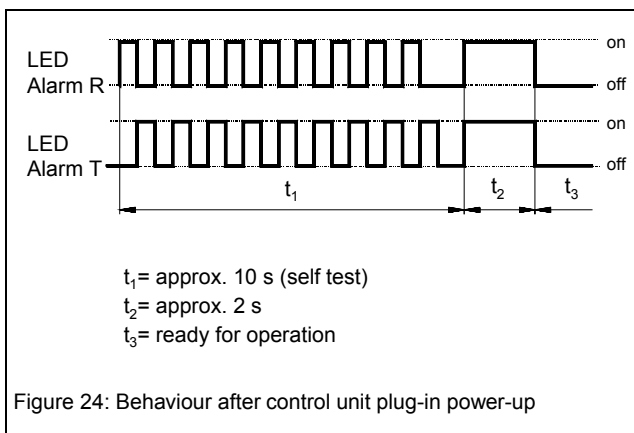 LED
Alarm R
on
off
LED
Alarm T
on
off
t₁
t₂
t₃
t₁= approx. 10 s (self test)
t₂= approx. 2 s
t₃= ready for operation
Figure 24: Behaviour after control unit plug-in power-up